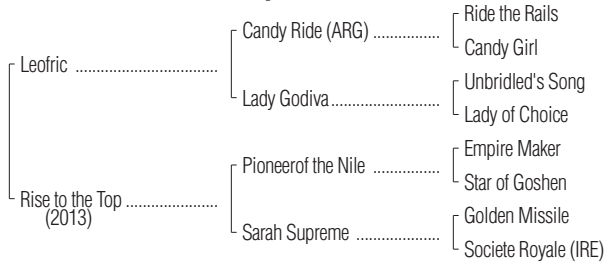 Ride the Rails
Candy Ride (ARG) ................
Candy Girl
Leofric ..................................
Unbridled's Song
Lady Godiva..........................
Lady of Choice
Empire Maker
Pioneerof the Nile ................
Star of Goshen
Rise to the Top ......................
(2013)
Golden Missile
Sarah Supreme ....................
Societe Royale (IRE)